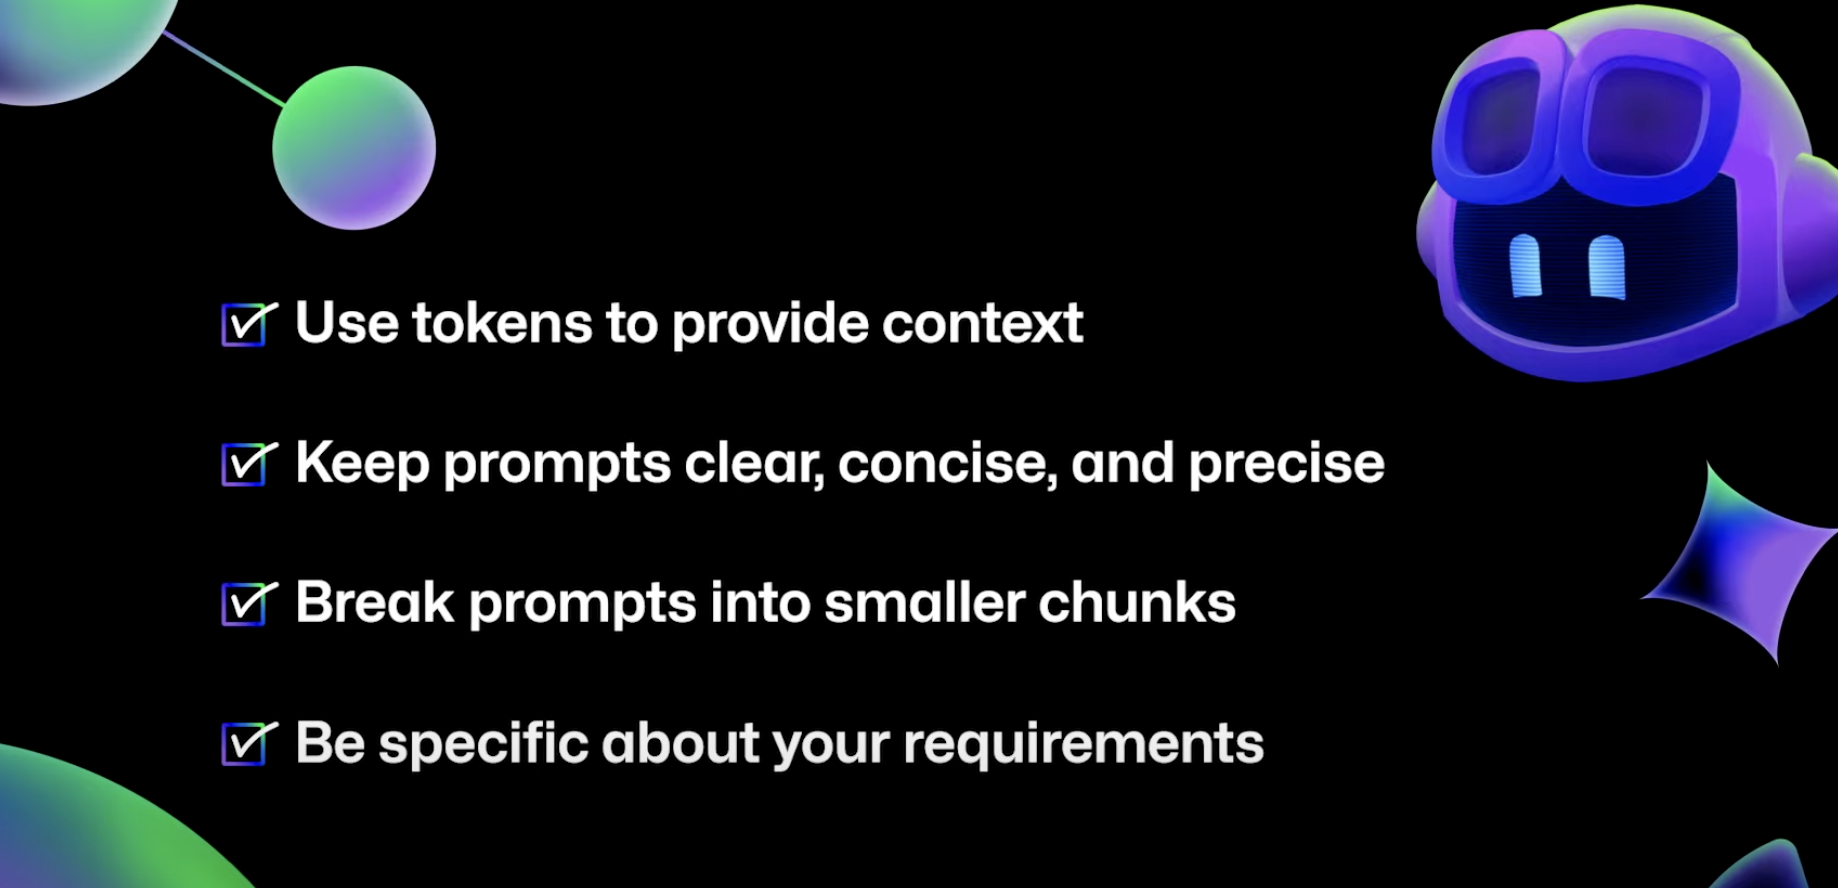 Use tokens to provide context
Keep prompts clear, concise, and precise
Break prompts into smaller chunks
Be specific about your requirements